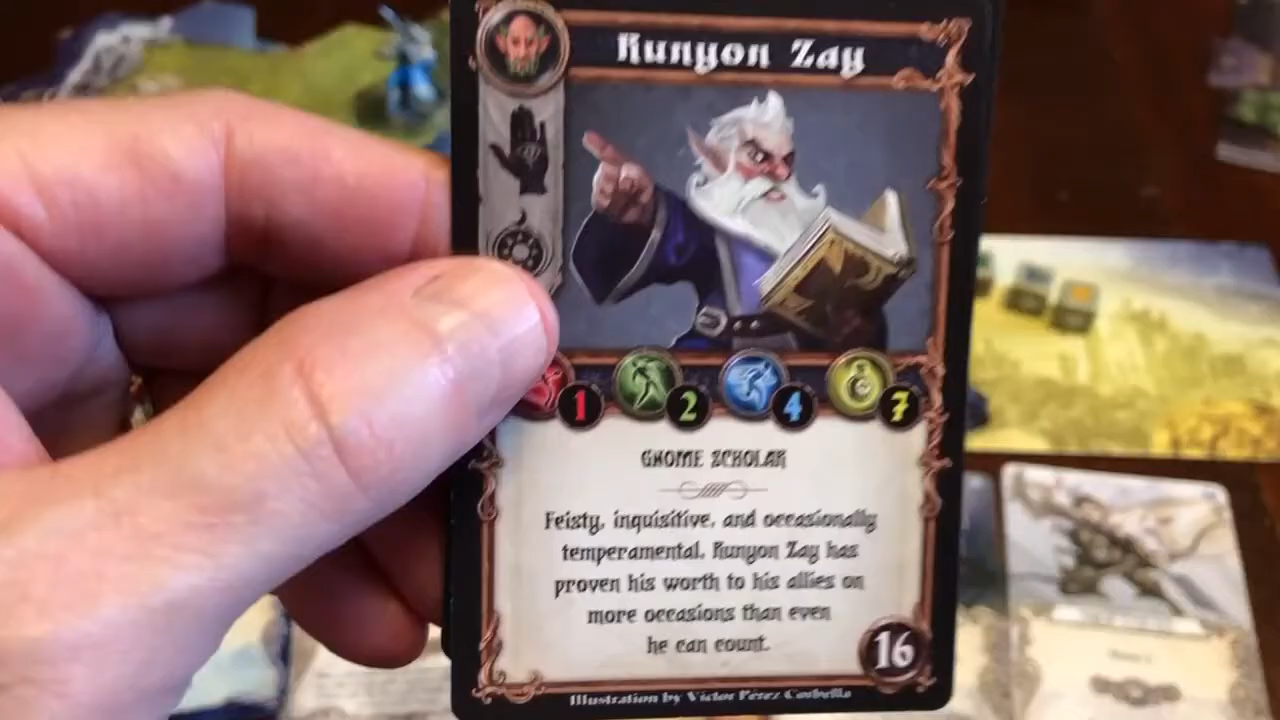 Runyon Zay
1 2 4 7
GNOME SCHOLAR
Feisty, inquisitive, and occasionally
temperamental, Runyon Zay has
proven his worth to his allies on
more occasions than even
he can count.
16
Illustration by Víctor Pérez Corbella